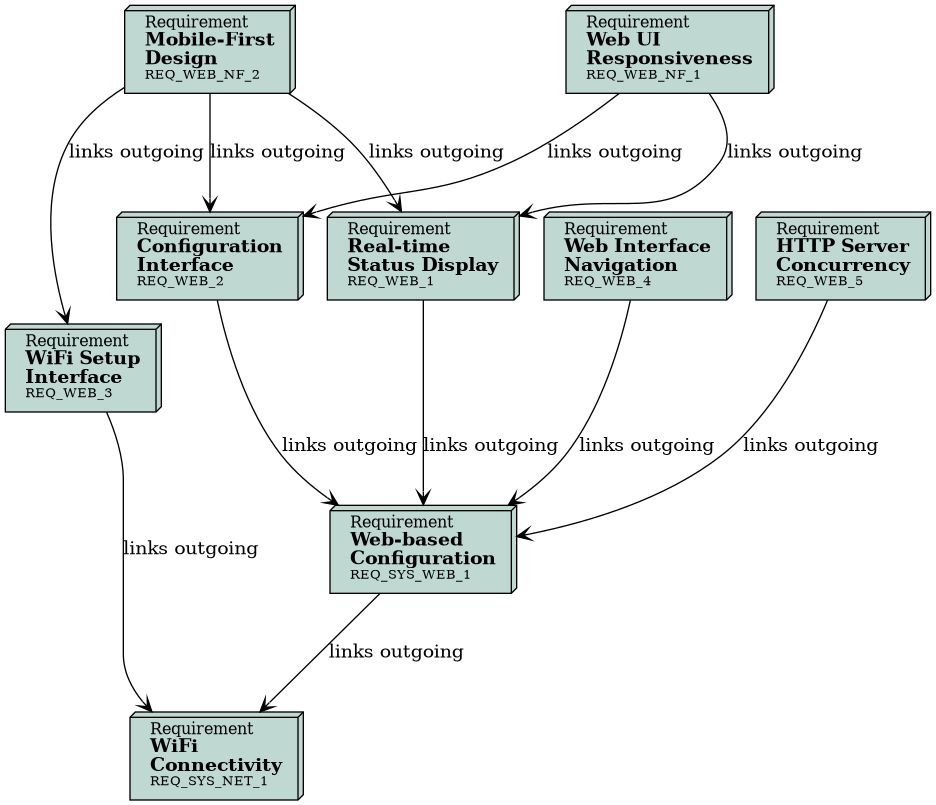 Requirement
Mobile-First
Design
REQ_WEB_NF_2
Requirement
Web UI
Responsiveness
REQ_WEB_NF_1
links outgoing
links outgoing
links outgoing
links outgoing
links outgoing
Requirement
Configuration
Interface
REQ_WEB_2
Requirement
Real-time
Status Display
REQ_WEB_1
Requirement
Web Interface
Navigation
REQ_WEB_4
Requirement
HTTP Server
Concurrency
REQ_WEB_5
Requirement
WiFi Setup
Interface
REQ_WEB_3
links outgoing
links outgoing
links outgoing
links outgoing
links outgoing
Requirement
Web-based
Configuration
REQ_SYS_WEB_1
links outgoing
Requirement
WiFi
Connectivity
REQ_SYS_NET_1